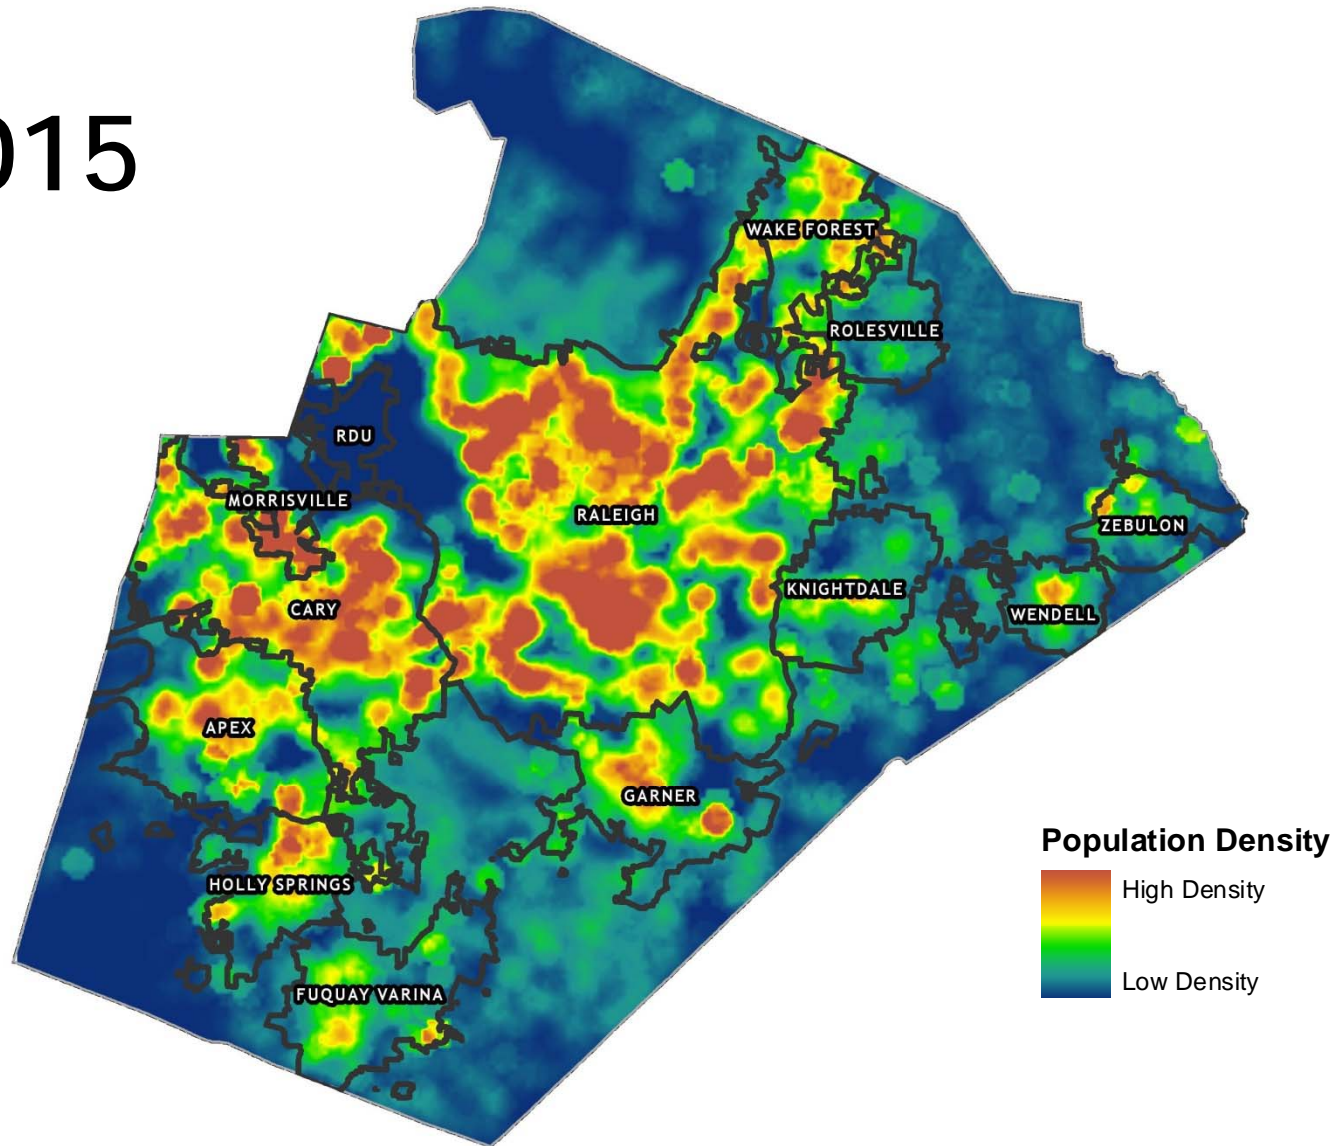 015
WAKE FOREST
ROLESVILLE
RDU
MORRISVILLE
RALEIGH
ZEBULON
CARY
KNIGHTDALE
WENDELL
APEX
GARNER
HOLLY SPRINGS
FUQUAY VARINA
Population Density
High Density
Low Density